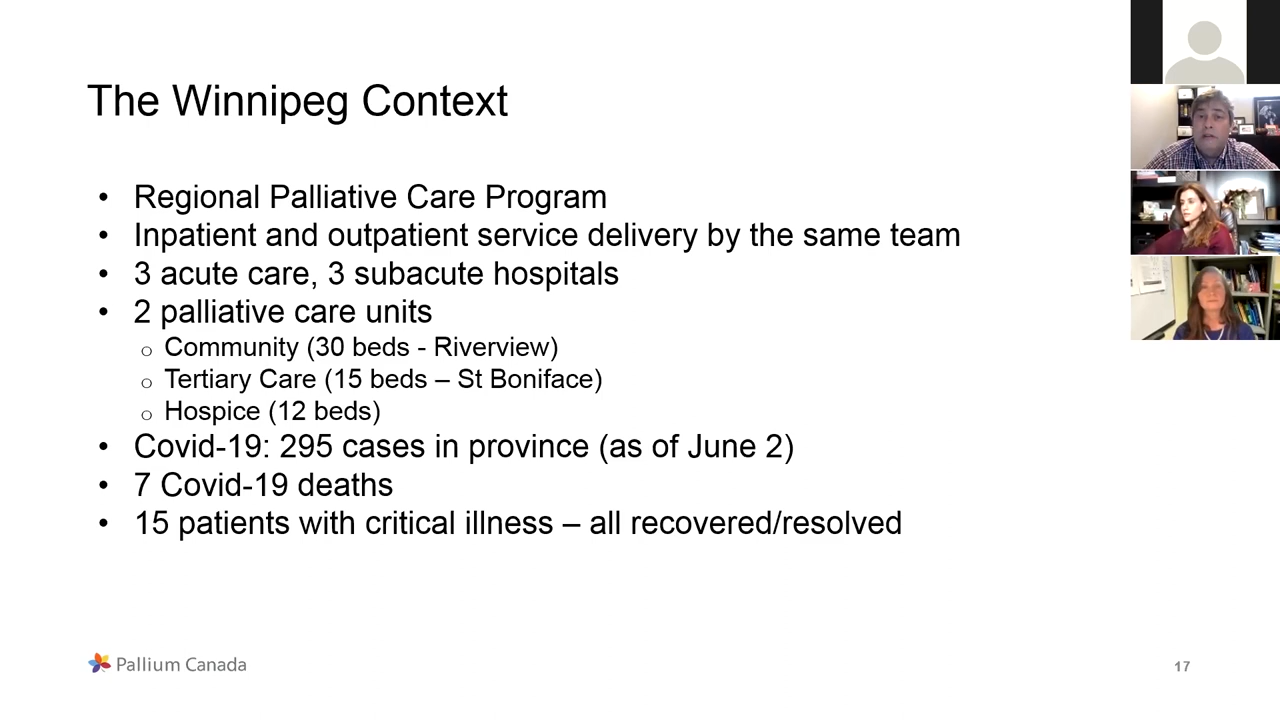 The Winnipeg Context
• Regional Palliative Care Program
• Inpatient and outpatient service delivery by the same team
• 3 acute care, 3 subacute hospitals
• 2 palliative care units
o Community (30 beds - Riverview)
o Tertiary Care (15 beds – St Boniface)
o Hospice (12 beds)
• Covid-19: 295 cases in province (as of June 2)
• 7 Covid-19 deaths
• 15 patients with critical illness – all recovered/resolved
Pallium Canada
17